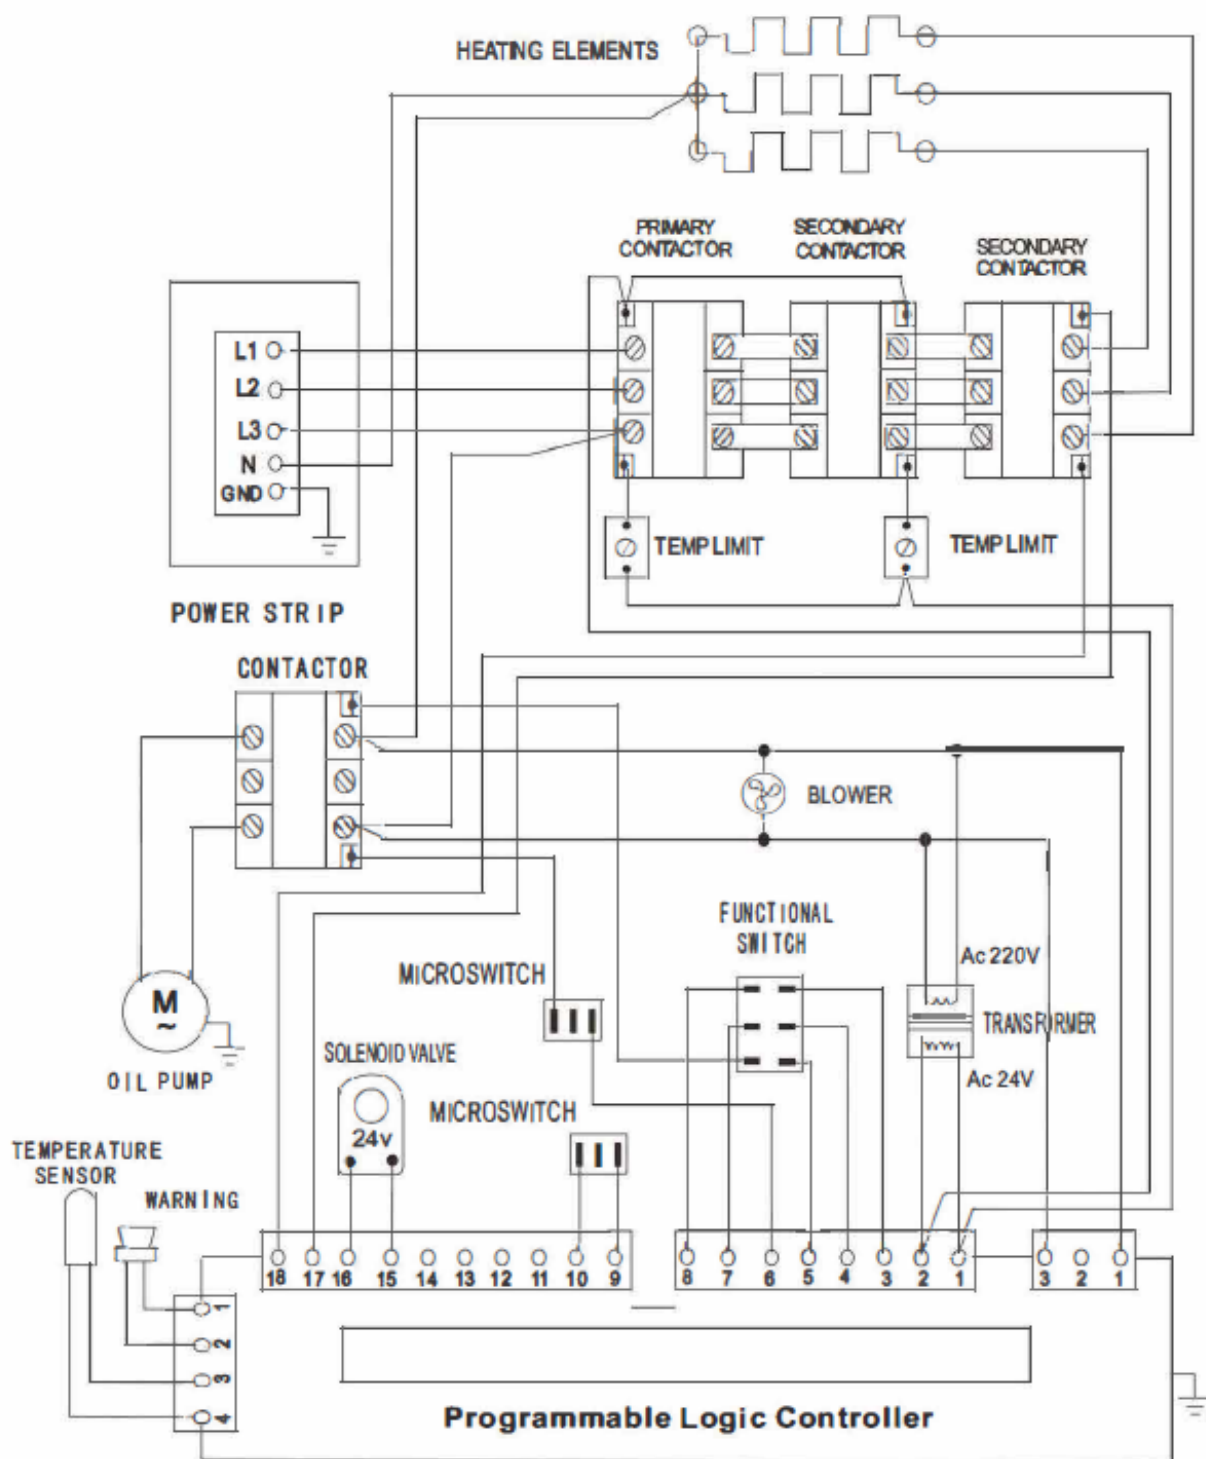 HEATING ELEMENTS
PRIMARY
CONTACTOR
SECONDARY
CONTACTOR
SECONDARY
CONTACTOR
L1
L2
L3
N
GND
TEMP LIMIT
TEMP LIMIT
POWER STRIP
CONTACTOR
BLOWER
FUNCTIONAL
SWITCH
Ac 220V
MICROSWITCH
TRANSFORMER
M
~
SOLENOID VALVE
Ac 24V
OIL PUMP
MICROSWITCH
24v
TEMPERATURE
SENSOR
WARNING
18 17 16 15 14 13 12 11 10 9
8 7 6 5 4 3 2 1
3 2 1
1
2
3
4
Programmable Logic Controller